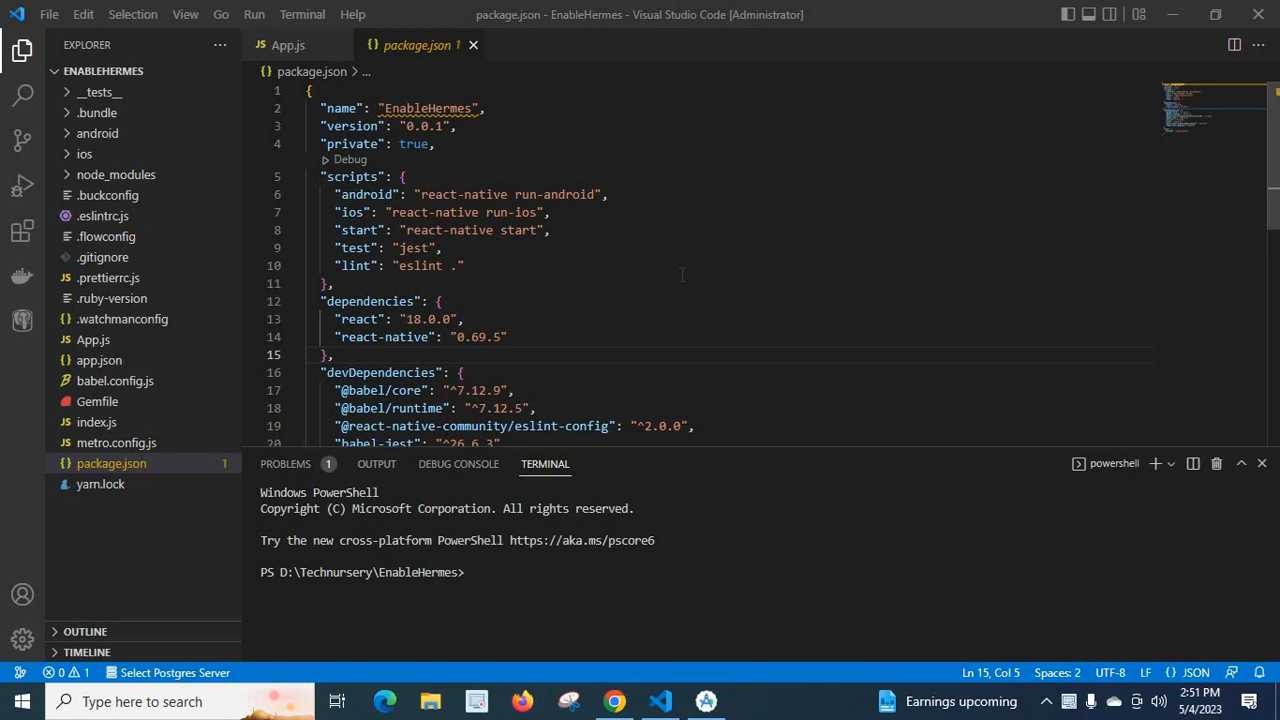 File Edit Selection View Go Run Terminal Help
package.json - EnableHermes - Visual Studio Code [Administrator]
EXPLORER
ENABLEHERMES
__tests__
.bundle
android
ios
node_modules
.buckconfig
.eslintrc.js
.flowconfig
.gitignore
.prettierrc.js
.ruby-version
.watchmanconfig
App.js
app.json
babel.config.js
Gemfile
index.js
metro.config.js
package.json 1
yarn.lock
OUTLINE
TIMELINE
JS App.js
{} package.json 1
{} package.json > ...
1 {
2 "name": "EnableHermes",
3 "version": "0.0.1",
4 "private": true,
Debug
5 "scripts": {
6 "android": "react-native run-android",
7 "ios": "react-native run-ios",
8 "start": "react-native start",
9 "test": "jest",
10 "lint": "eslint ."
11 },
12 "dependencies": {
13 "react": "18.0.0",
14 "react-native": "0.69.5"
15 },
16 "devDependencies": {
17 "@babel/core": "^7.12.9",
18 "@babel/runtime": "^7.12.5",
19 "@react-native-community/eslint-config": "^2.0.0",
20 "babel-jest": "^26.6.3"
PROBLEMS 1 OUTPUT DEBUG CONSOLE TERMINAL
powershell
Windows PowerShell
Copyright (C) Microsoft Corporation. All rights reserved.
Try the new cross-platform PowerShell https://aka.ms/pscore6
PS D:\Technursery\EnableHermes>
0 1 Select Postgres Server
Ln 15, Col 5 Spaces: 2 UTF-8 LF {} JSON
Type here to search
Earnings upcoming
2:51 PM
5/4/2023